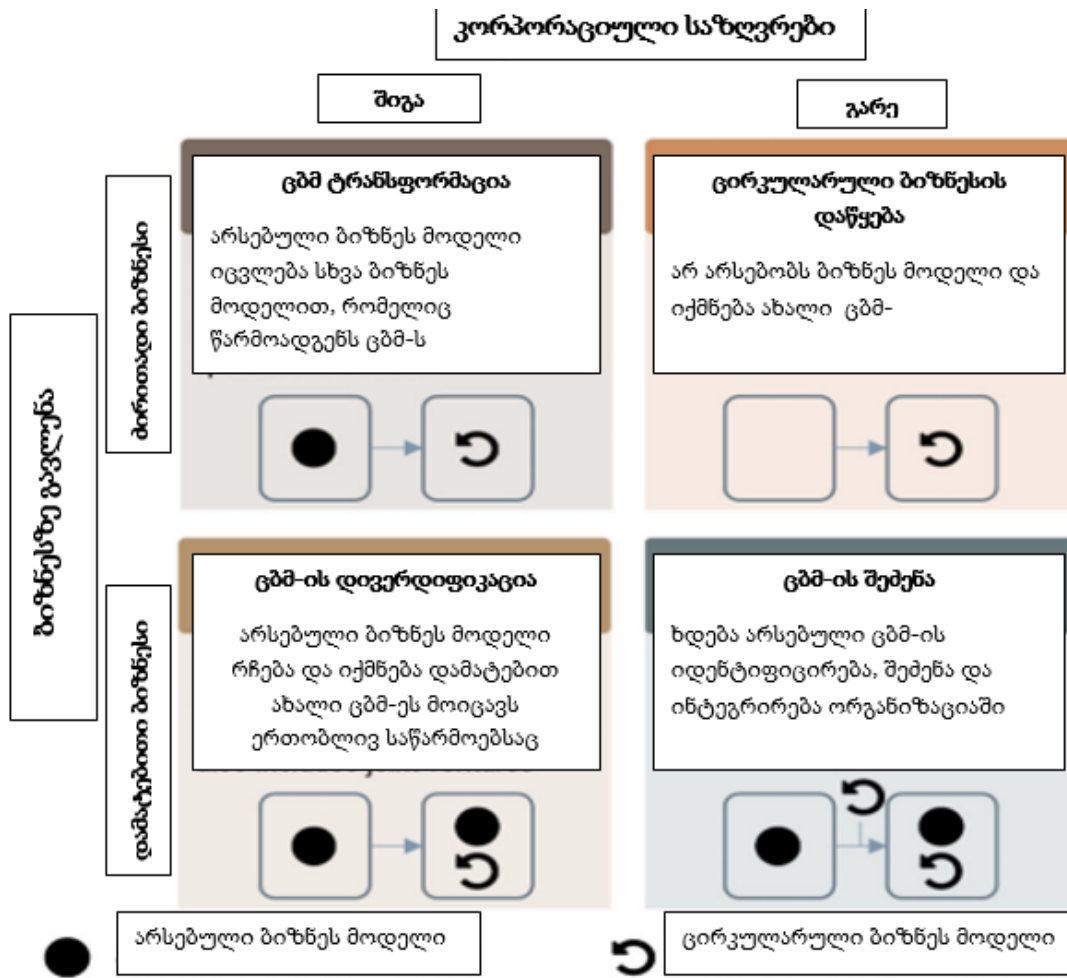 კორპორაციული საზღვრები
შიგა
გარე
ბიზნესზე გავლენა
ძირითადი ბიზნესი
ცბმ ტრანსფორმაცია
არსებული ბიზნეს მოდელი
იცვლება სხვა ბიზნეს
მოდელით, რომელიც
წარმოადგენს ცბმ-ს
ცირკულარული ბიზნესის
დაწყება
არ არსებობს ბიზნეს მოდელი და
იქმნება ახალი ცბმ-
დამატებითი ბიზნესი
ცბმ-ის დივერდიფიკაცია
არსებული ბიზნეს მოდელი
რჩება და იქმნება დამატებით
ახალი ცბმ-ეს მოიცავს
ერთობლივ საწარმოებსაც
ცბმ-ის შეძენა
ხდება არსებული ცბმ-ის
იდენტიფიცირება, შეძენა და
ინტეგრირება ორგანიზაციაში
არსებული ბიზნეს მოდელი
ცირკულარული ბიზნეს მოდელი